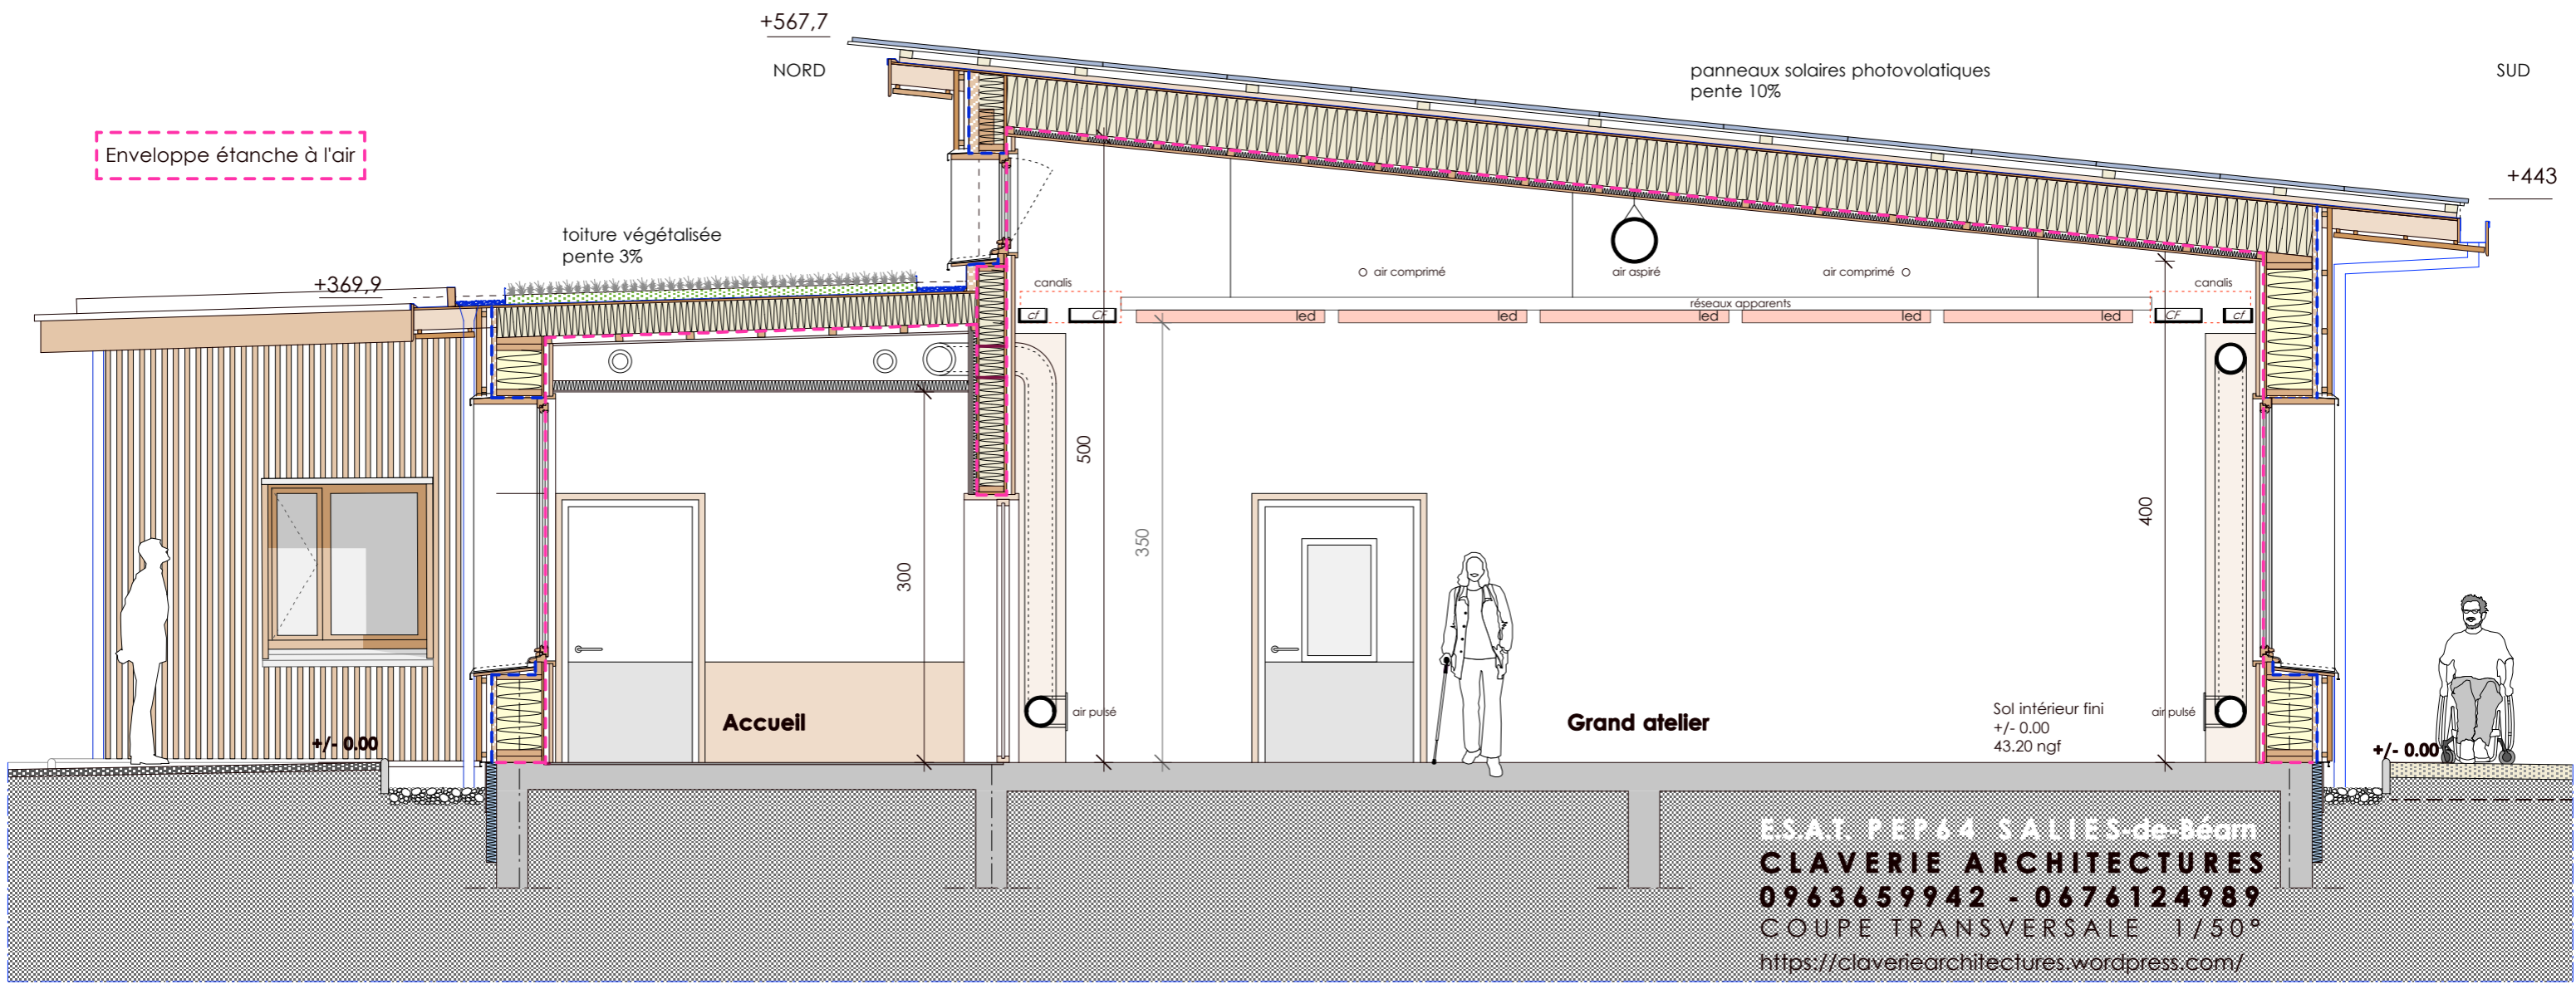 +567,7
NORD
panneaux solaires photovolatiques
pente 10%
SUD
Enveloppe étanche à l'air
+443
toiture végétalisée
pente 3%
+369,9
air comprimé
air aspiré
air comprimé
canalis
canalis
réseaux apparents
cf
CF
led
led
led
led
led
CF
cf
500
350
300
400
Accueil
air pulsé
Grand atelier
Sol intérieur fini
+/- 0.00
43.20 ngf
air pulsé
+/- 0.00
+/- 0.00
E.S.A.T. PEP64 SALIES-de-Béarn
CLAVERIE ARCHITECTURES
0963659942 - 0676124989
COUPE TRANSVERSALE 1/50°
https://claveriearchitectures.wordpress.com/